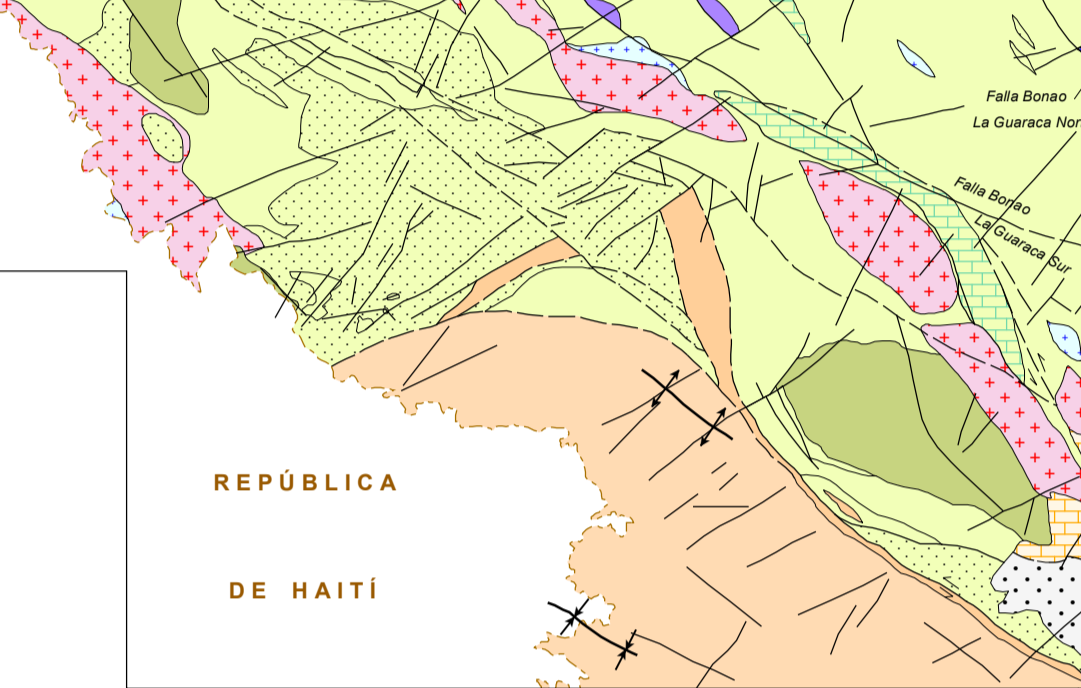 Falla Bonao
La Guaraca Nor
Falla Bonao
La Guaraca Sur
REPÚBLICA
DE HAITÍ